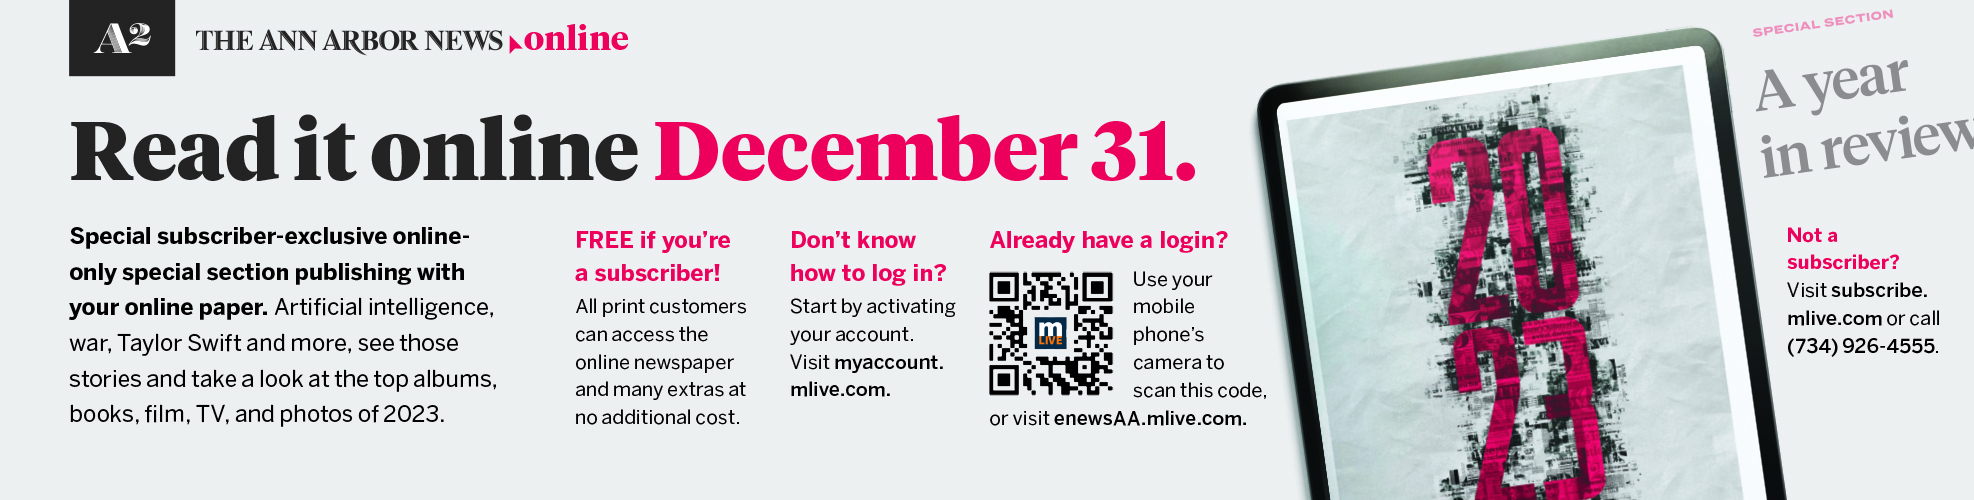 A2 THE ANN ARBOR NEWS online
Read it online December 31.
Special subscriber-exclusive online-
only special section publishing with
your online paper. Artificial intelligence,
war, Taylor Swift and more, see those
stories and take a look at the top albums,
books, film, TV, and photos of 2023.
FREE if you're
a subscriber!
All print customers
can access the
online newspaper
and many extras at
no additional cost.
Don't know
how to log in?
Start by activating
your account.
Visit myaccount.
mlive.com.
Already have a login?
m
LIVE
Use your
mobile
phone's
camera to
scan this code,
or visit enewsAA.mlive.com.
20
23
SPECIAL SECTION
A year
in review
Not a
subscriber?
Visit subscribe.
mlive.com or call
(734) 926-4555.